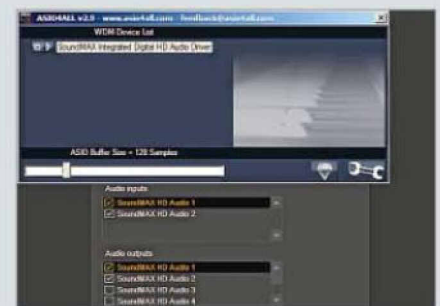 ASIO4ALL v2.9 - www.asio4all.com - feedback@asio4all.com
WDM Device List
SoundMAX Integrated Digital HD Audio Driver
ASIO Buffer Size = 128 Samples
Audio inputs
SoundMAX HD Audio 1
SoundMAX HD Audio 2
Audio outputs
SoundMAX HD Audio 1
SoundMAX HD Audio 2
SoundMAX HD Audio 3
SoundMAX HD Audio 4